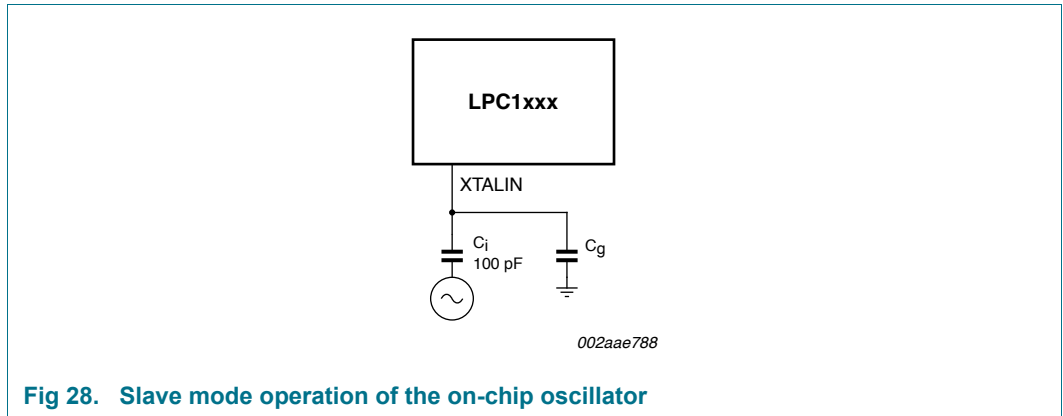 LPC1xxx
XTALIN
Ci
100 pF
Cg
002aae788
Fig 28. Slave mode operation of the on-chip oscillator